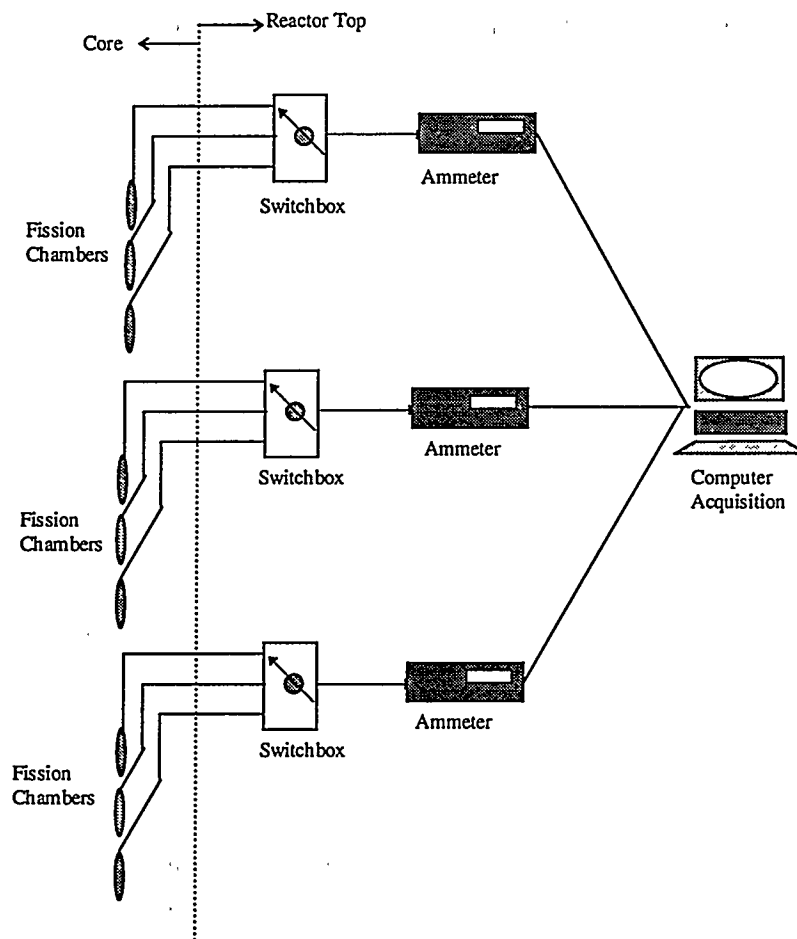 Reactor Top
Core
Switchbox
Ammeter
Fission
Chambers
Switchbox
Ammeter
Computer
Acquisition
Fission
Chambers
Switchbox
Ammeter
Fission
Chambers